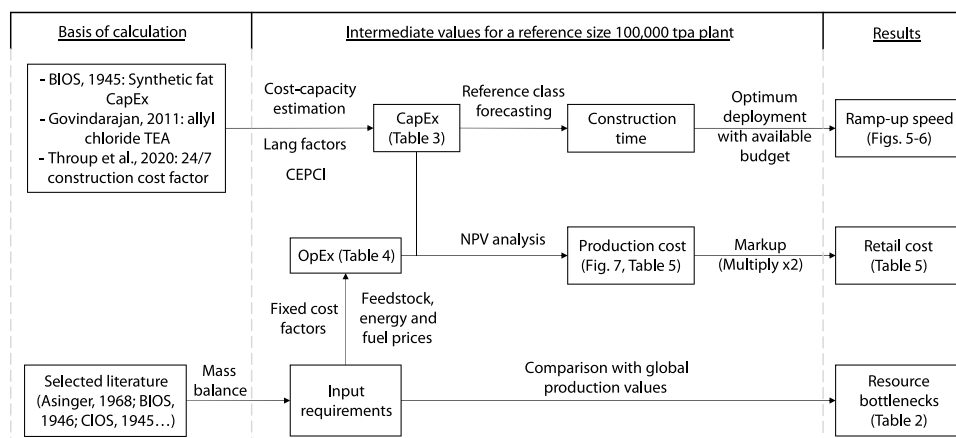 Basis of calculation
Intermediate values for a reference size 100,000 tpa plant
Results
- BIOS, 1945: Synthetic fat
CapEx
- Govindarajan, 2011: allyl
chloride TEA
- Throup et al., 2020: 24/7
construction cost factor
Cost-capacity
estimation
Lang factors
CEPCI
CapEx
(Table 3)
Reference class
forecasting
Construction
time
Optimum
deployment
with available
budget
Ramp-up speed
(Figs. 5-6)
OpEx (Table 4)
NPV analysis
Production cost
(Fig. 7, Table 5)
Markup
(Multiply x2)
Retail cost
(Table 5)
Fixed cost
factors
Feedstock,
energy and
fuel prices
Selected literature
(Asinger, 1968; BIOS,
1946; CIOS, 1945…)
Mass
balance
Input
requirements
Comparison with global
production values
Resource
bottlenecks
(Table 2)